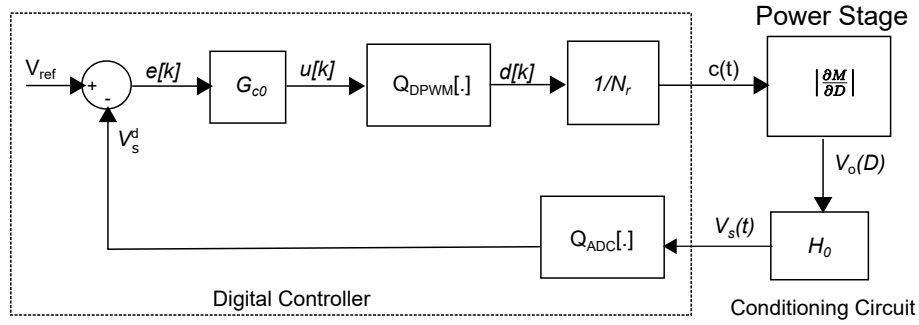 Power Stage
V_ref
+
-
e[k]
G_c0
u[k]
Q_DPWM[.]
d[k]
1/N_r
c(t)
|∂M/∂D|
V_s^d
V_o(D)
Q_ADC[.]
V_s(t)
H_0
Digital Controller
Conditioning Circuit